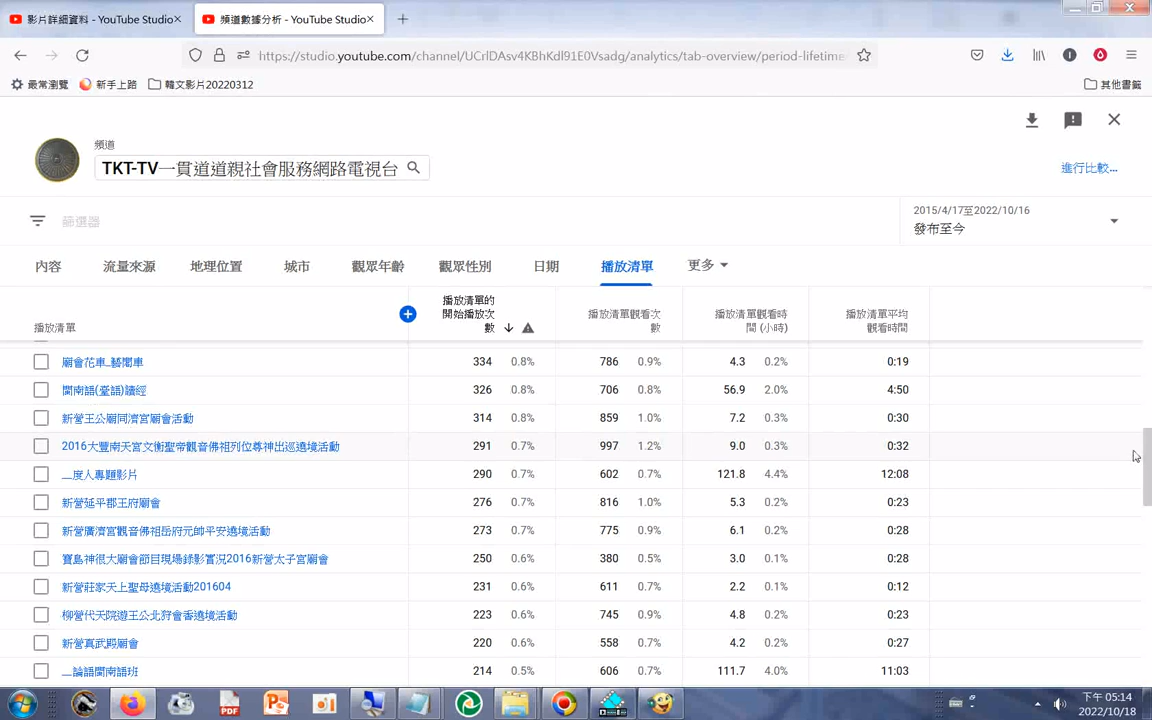 影片詳細資料 - YouTube Studio ×
頻道數據分析 - YouTube Studio ×
https://studio.youtube.com/channel/UCrlDAsv4KBhKdl91E0Vsadg/analytics/tab-overview/period-lifetime
最常瀏覽 新手上路 韓文影片20220312 其他書籤
頻道
TKT-TV一貫道道親社會服務網路電視台
進行比較...
篩選器
2015/4/17至2022/10/16
發布至今
內容 流量來源 地理位置 城市 觀眾年齡 觀眾性別 日期 播放清單 更多
播放清單
播放清單的開始播放次數
播放清單觀看次數
播放清單觀看時間 (小時)
播放清單平均觀看時間
廟會花車_藝閣車 334 0.8% 786 0.9% 4.3 0.2% 0:19
閩南語(臺語)讀經 326 0.8% 706 0.8% 56.9 2.0% 4:50
新營王公廟同濟宮廟會活動 314 0.8% 859 1.0% 7.2 0.3% 0:30
2016大豐南天宮文衡聖帝觀音佛祖列位尊神出巡遶境活動 291 0.7% 997 1.2% 9.0 0.3% 0:32
__度人專題影片 290 0.7% 602 0.7% 121.8 4.4% 12:08
新營延平郡王府廟會 276 0.7% 816 1.0% 5.3 0.2% 0:23
新營廣濟宮觀音佛祖岳府元帥平安遶境活動 273 0.7% 775 0.9% 6.1 0.2% 0:28
寶島神很大廟會節目現場錄影實況2016新營太子宮廟會 250 0.6% 380 0.5% 3.0 0.1% 0:28
新營莊家天上聖母遶境活動201604 231 0.6% 611 0.7% 2.2 0.1% 0:12
柳營代天院遊王公北狩會香遶境活動 223 0.6% 745 0.9% 4.8 0.2% 0:23
新營真武殿廟會 220 0.6% 558 0.7% 4.2 0.2% 0:27
__論語閩南語班 214 0.5% 606 0.7% 111.7 4.0% 11:03
下午 05:14
2022/10/18